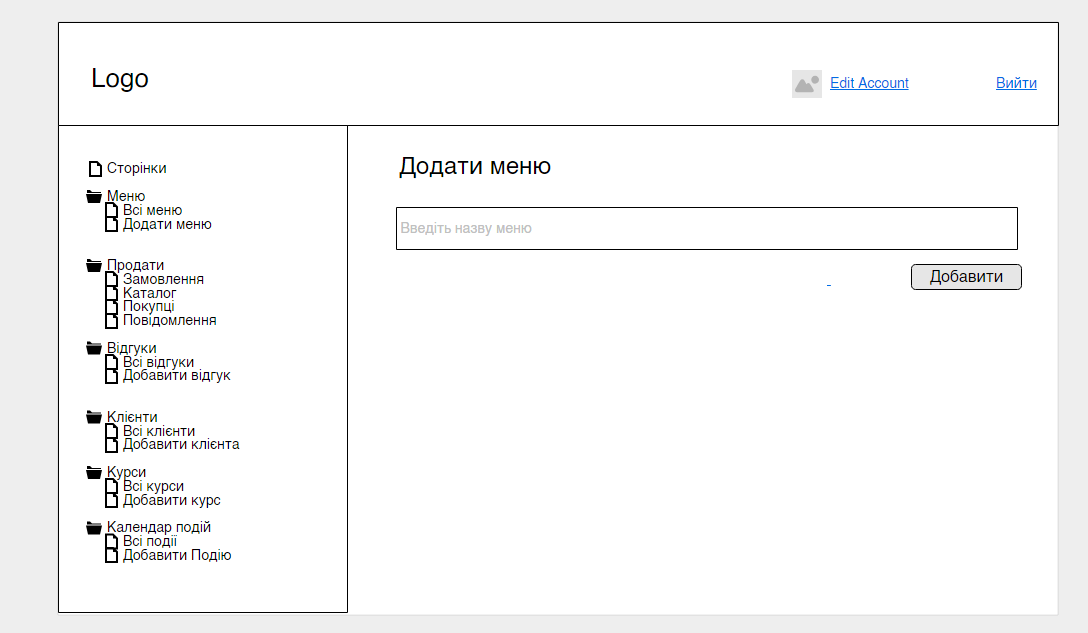 Logo
Edit Account
Вийти
Сторінки
Меню
Всі меню
Додати меню
Продати
Замовлення
Каталог
Покупці
Повідомлення
Відгуки
Всі відгуки
Добавити відгук
Клієнти
Всі клієнти
Добавити клієнта
Курси
Всі курси
Добавити курс
Календар подій
Всі події
Добавити Подію
Додати меню
Введіть назву меню
Добавити